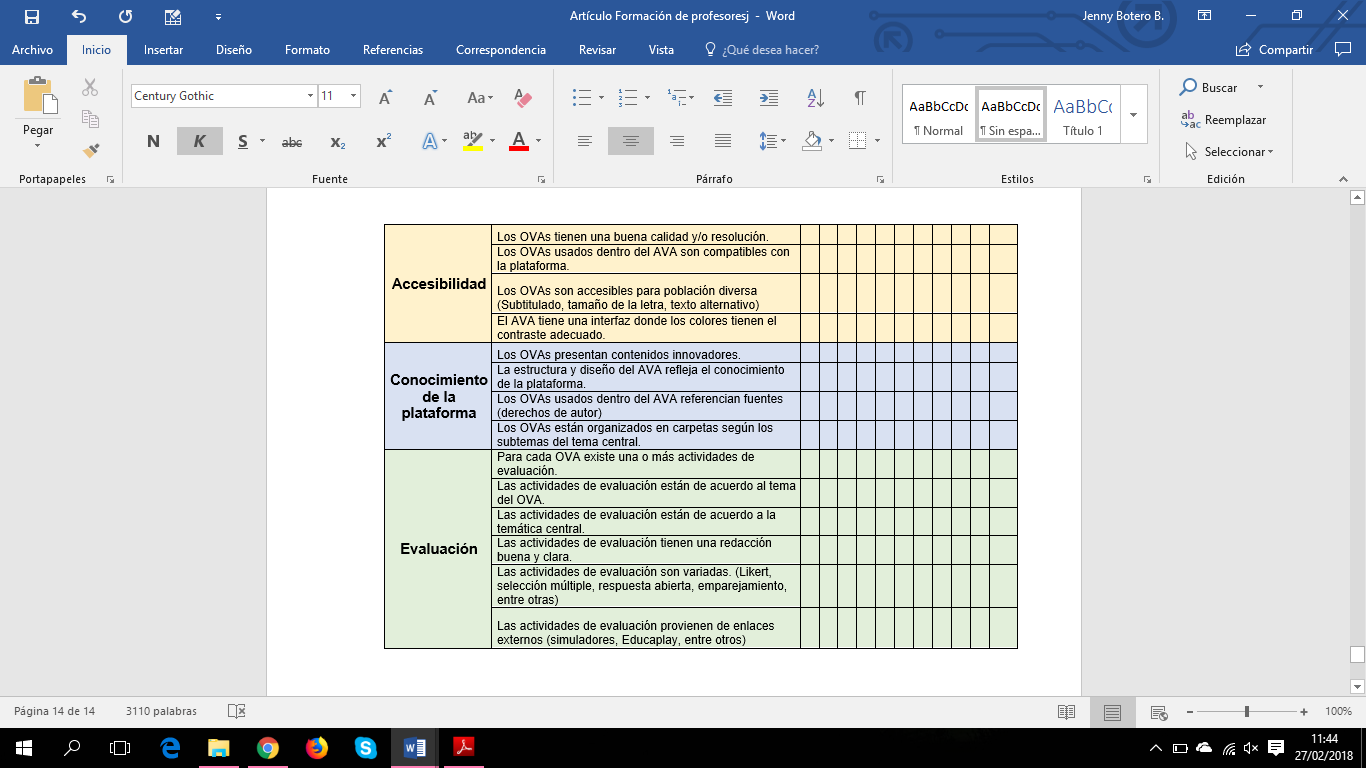 Artículo Formación de profesoresj - Word
Jenny Botero B.
Archivo Inicio Insertar Diseño Formato Referencias Correspondencia Revisar Vista ¿Qué desea hacer? Compartir
Pegar
Portapapeles
Century Gothic 11
Aa
N K S abc x₂ x² A ab A
Fuente
Párrafo
AaBbCcDc AaBbCcDc AaBbCc
¶ Normal ¶ Sin espa... Título 1
Estilos
Buscar
Reemplazar
Seleccionar
Edición
Accesibilidad
Los OVAs tienen una buena calidad y/o resolución.
Los OVAs usados dentro del AVA son compatibles con
la plataforma.
Los OVAs son accesibles para población diversa
(Subtitulado, tamaño de la letra, texto alternativo)
El AVA tiene una interfaz donde los colores tienen el
contraste adecuado.
Conocimiento
de la
plataforma
Los OVAs presentan contenidos innovadores.
La estructura y diseño del AVA refleja el conocimiento
de la plataforma.
Los OVAs usados dentro del AVA referencian fuentes
(derechos de autor)
Los OVAs están organizados en carpetas según los
subtemas del tema central.
Evaluación
Para cada OVA existe una o más actividades de
evaluación.
Las actividades de evaluación están de acuerdo al tema
del OVA.
Las actividades de evaluación están de acuerdo a la
temática central.
Las actividades de evaluación tienen una redacción
buena y clara.
Las actividades de evaluación son variadas. (Likert,
selección múltiple, respuesta abierta, emparejamiento,
entre otras)
Las actividades de evaluación provienen de enlaces
externos (simuladores, Educaplay, entre otros)
Página 14 de 14 3110 palabras 100%
11:44
27/02/2018